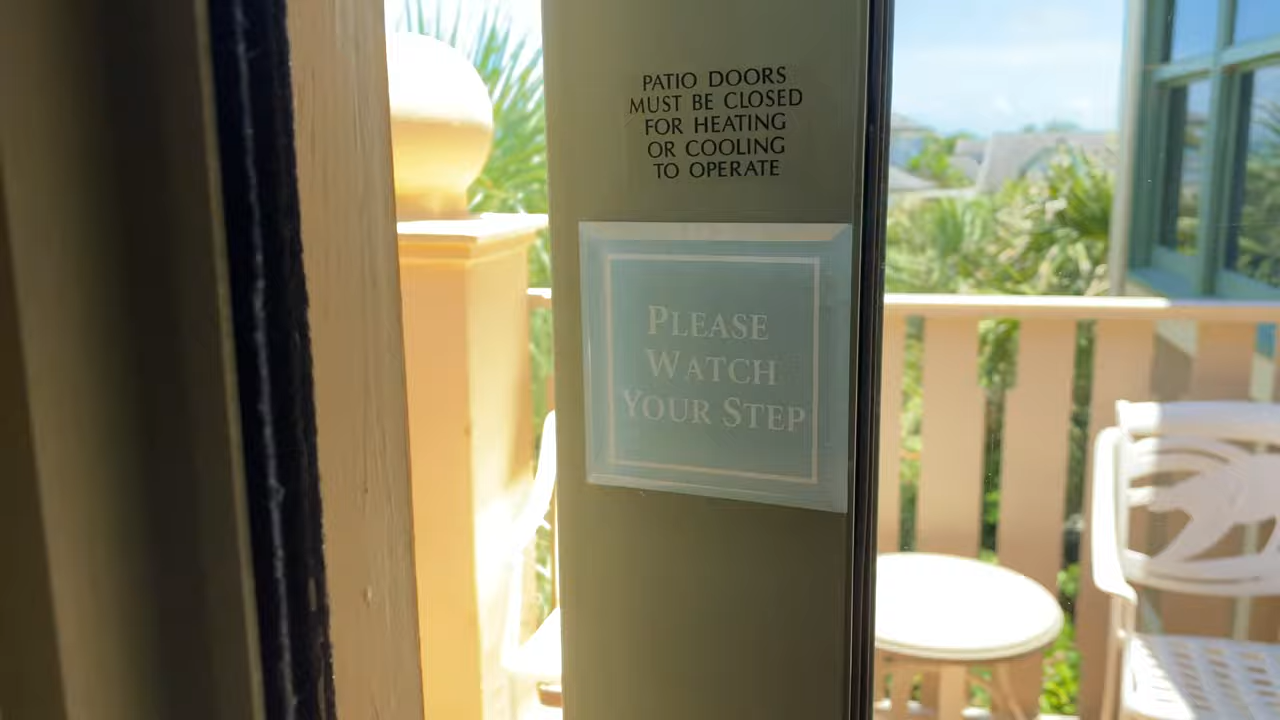 PATIO DOORS
MUST BE CLOSED
FOR HEATING
OR COOLING
TO OPERATE
PLEASE
WATCH
YOUR STEP